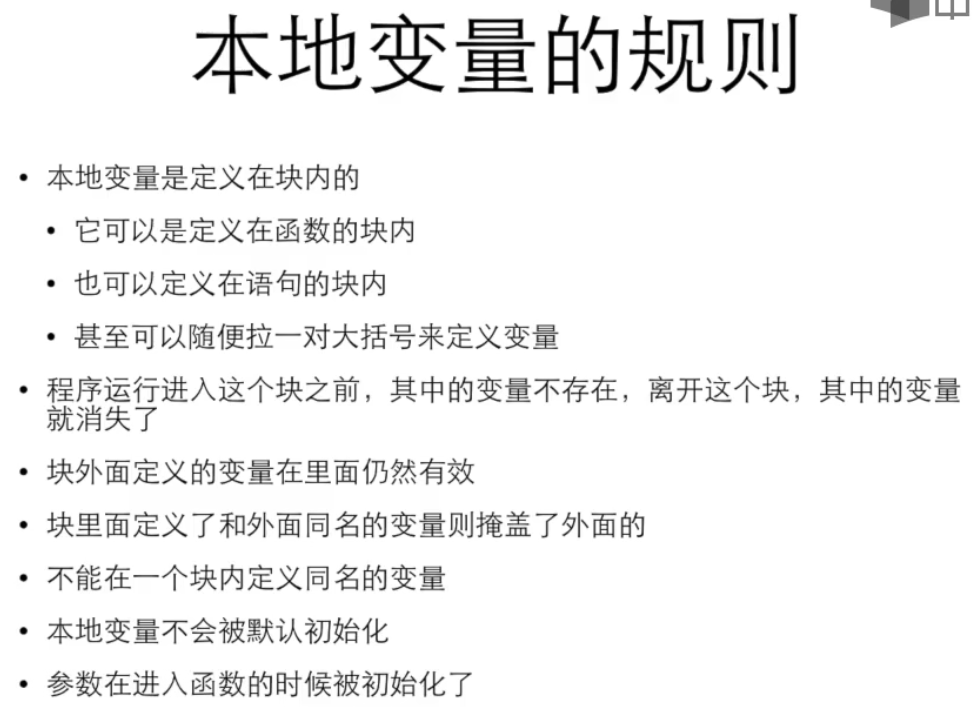 本地变量的规则
• 本地变量是定义在块内的
• 它可以是定义在函数的块内
• 也可以定义在语句的块内
• 甚至可以随便拉一对大括号来定义变量
• 程序运行进入这个块之前，其中的变量不存在，离开这个块，其中的变量
就消失了
• 块外面定义的变量在里面仍然有效
• 块里面定义了和外面同名的变量则掩盖了外面的
• 不能在一个块内定义同名的变量
• 本地变量不会被默认初始化
• 参数在进入函数的时候被初始化了